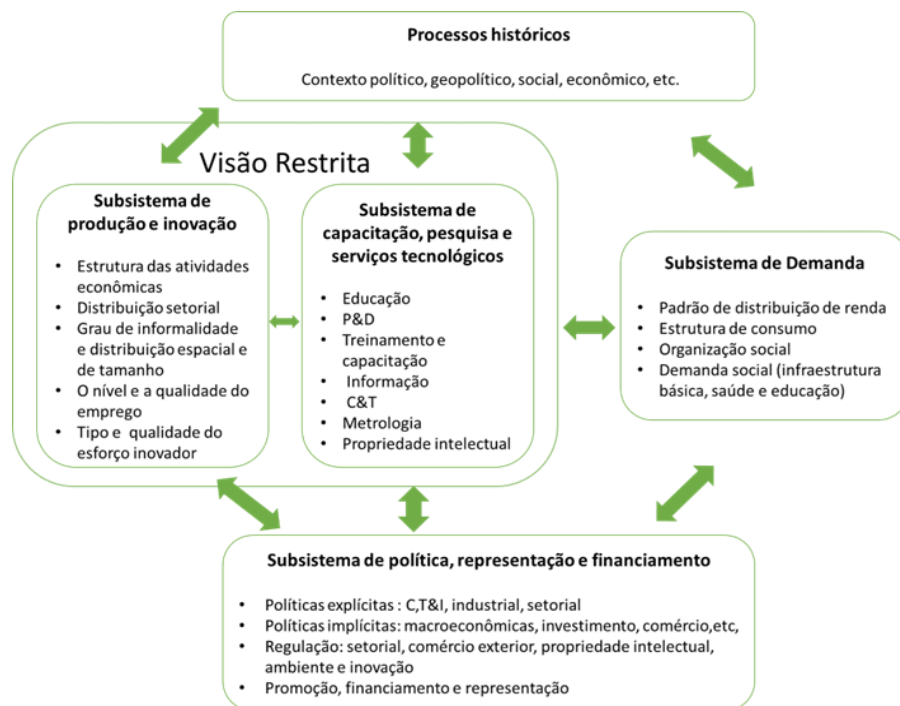 Processos históricos
Contexto político, geopolítico, social, econômico, etc.
Visão Restrita
Subsistema de
produção e inovação
• Estrutura das atividades
econômicas
• Distribuição setorial
• Grau de informalidade
e distribuição espacial e
de tamanho
• O nível e a qualidade do
emprego
• Tipo e qualidade do
esforço inovador
Subsistema de
capacitação, pesquisa e
serviços tecnológicos
• Educação
• P&D
• Treinamento e
capacitação
• Informação
• C&T
• Metrologia
• Propriedade intelectual
Subsistema de Demanda
• Padrão de distribuição de renda
• Estrutura de consumo
• Organização social
• Demanda social (infraestrutura
básica, saúde e educação)
Subsistema de política, representação e financiamento
• Políticas explícitas : C,T&I, industrial, setorial
• Políticas implícitas: macroeconômicas, investimento, comércio,etc,
• Regulação: setorial, comércio exterior, propriedade intelectual,
ambiente e inovação
• Promoção, financiamento e representação